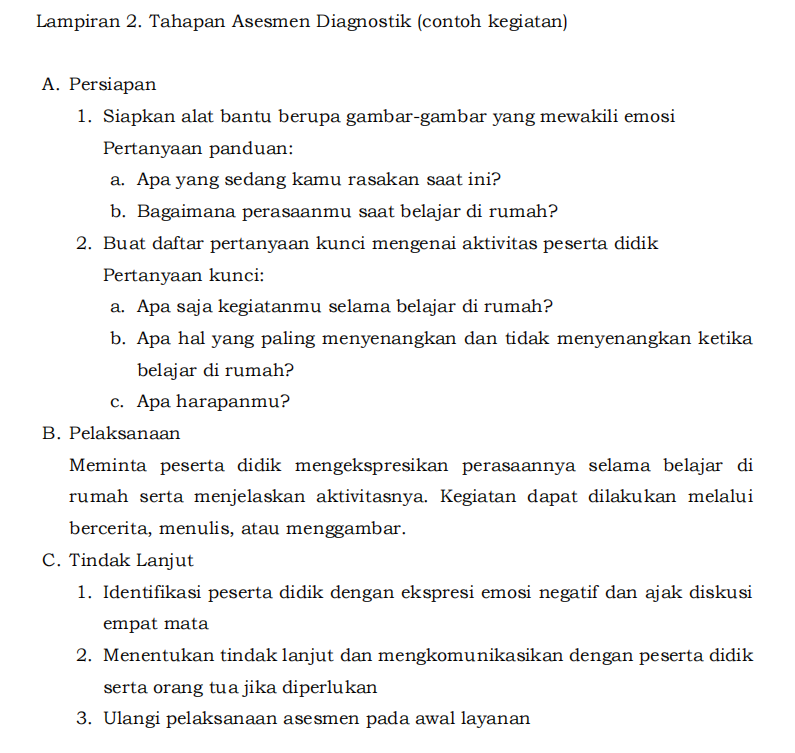 Lampiran 2. Tahapan Asesmen Diagnostik (contoh kegiatan)
A. Persiapan
1. Siapkan alat bantu berupa gambar-gambar yang mewakili emosi
Pertanyaan panduan:
a. Apa yang sedang kamu rasakan saat ini?
b. Bagaimana perasaanmu saat belajar di rumah?
2. Buat daftar pertanyaan kunci mengenai aktivitas peserta didik
Pertanyaan kunci:
a. Apa saja kegiatanmu selama belajar di rumah?
b. Apa hal yang paling menyenangkan dan tidak menyenangkan ketika
belajar di rumah?
c. Apa harapanmu?
B. Pelaksanaan
Meminta peserta didik mengekspresikan perasaannya selama belajar di
rumah serta menjelaskan aktivitasnya. Kegiatan dapat dilakukan melalui
bercerita, menulis, atau menggambar.
C. Tindak Lanjut
1. Identifikasi peserta didik dengan ekspresi emosi negatif dan ajak diskusi
empat mata
2. Menentukan tindak lanjut dan mengkomunikasikan dengan peserta didik
serta orang tua jika diperlukan
3. Ulangi pelaksanaan asesmen pada awal layanan